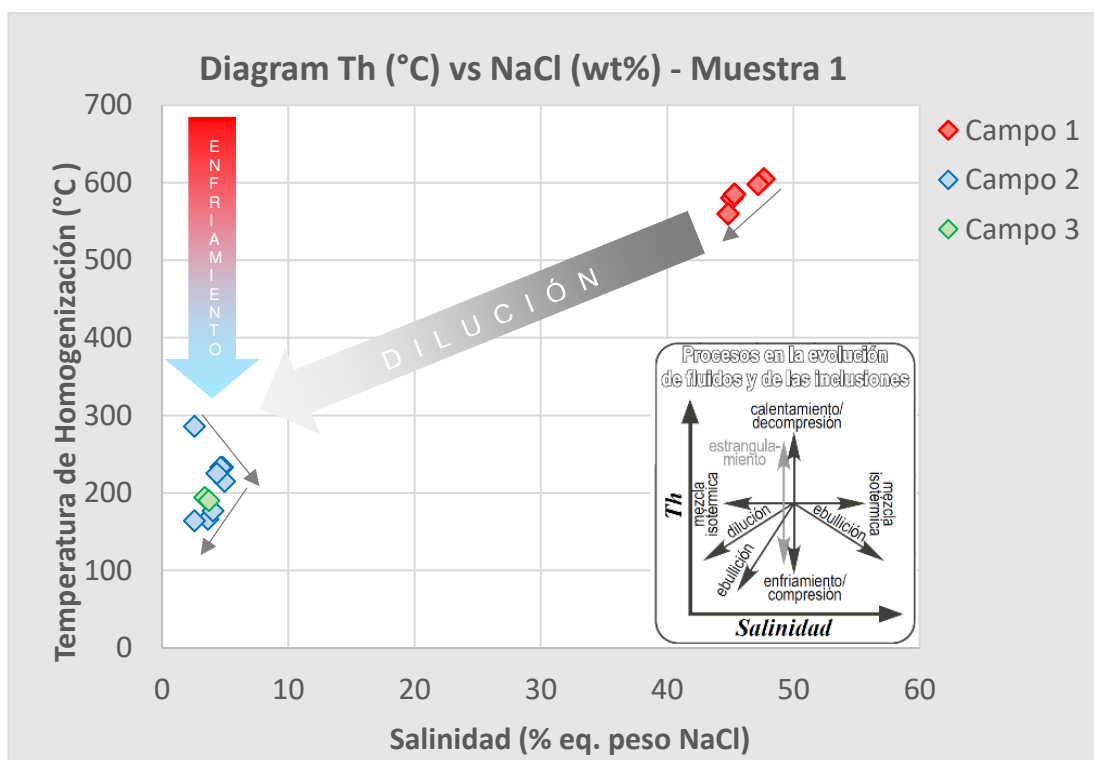 Diagram Th (°C) vs NaCl (wt%) - Muestra 1
Temperatura de Homogenización (°C )
700
600
500
400
300
200
100
0
0 10 20 30 40 50 60
Salinidad (% eq. peso NaCl)
ENFRIAMIENTO
DILUCIÓN
Campo 1
Campo 2
Campo 3
Procesos en la evolución
de fluidos y de las inclusiones
calentamiento/
decompresión
estrangula-
miento
Th
mezcla
isotérmica
mezcla
isotérmica
dilución
ebullición
ebullición
enfriamiento/
compresión
Salinidad